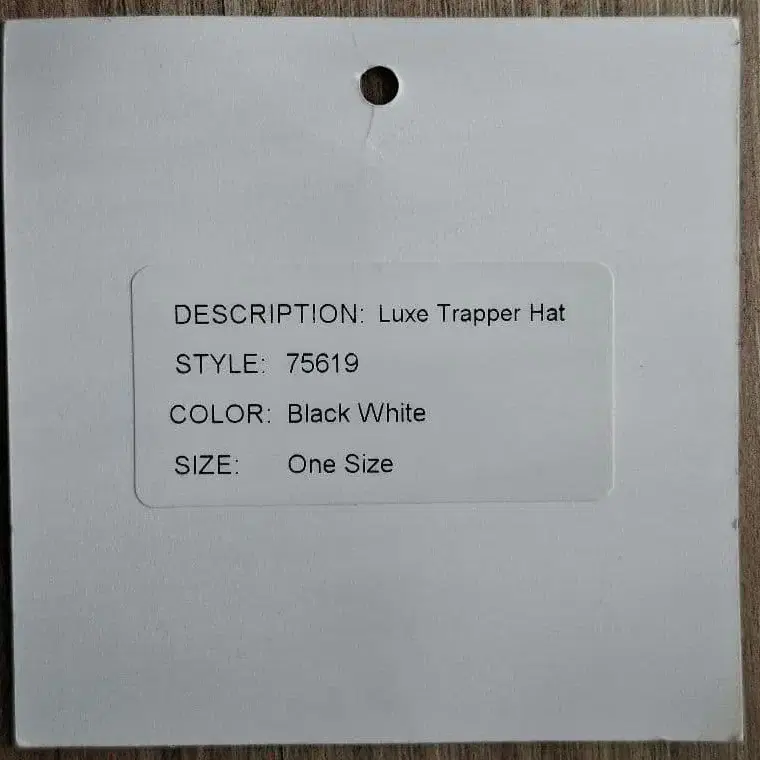 DESCRIPTION: Luxe Trapper Hat
STYLE: 75619
COLOR: Black White
SIZE: One Size